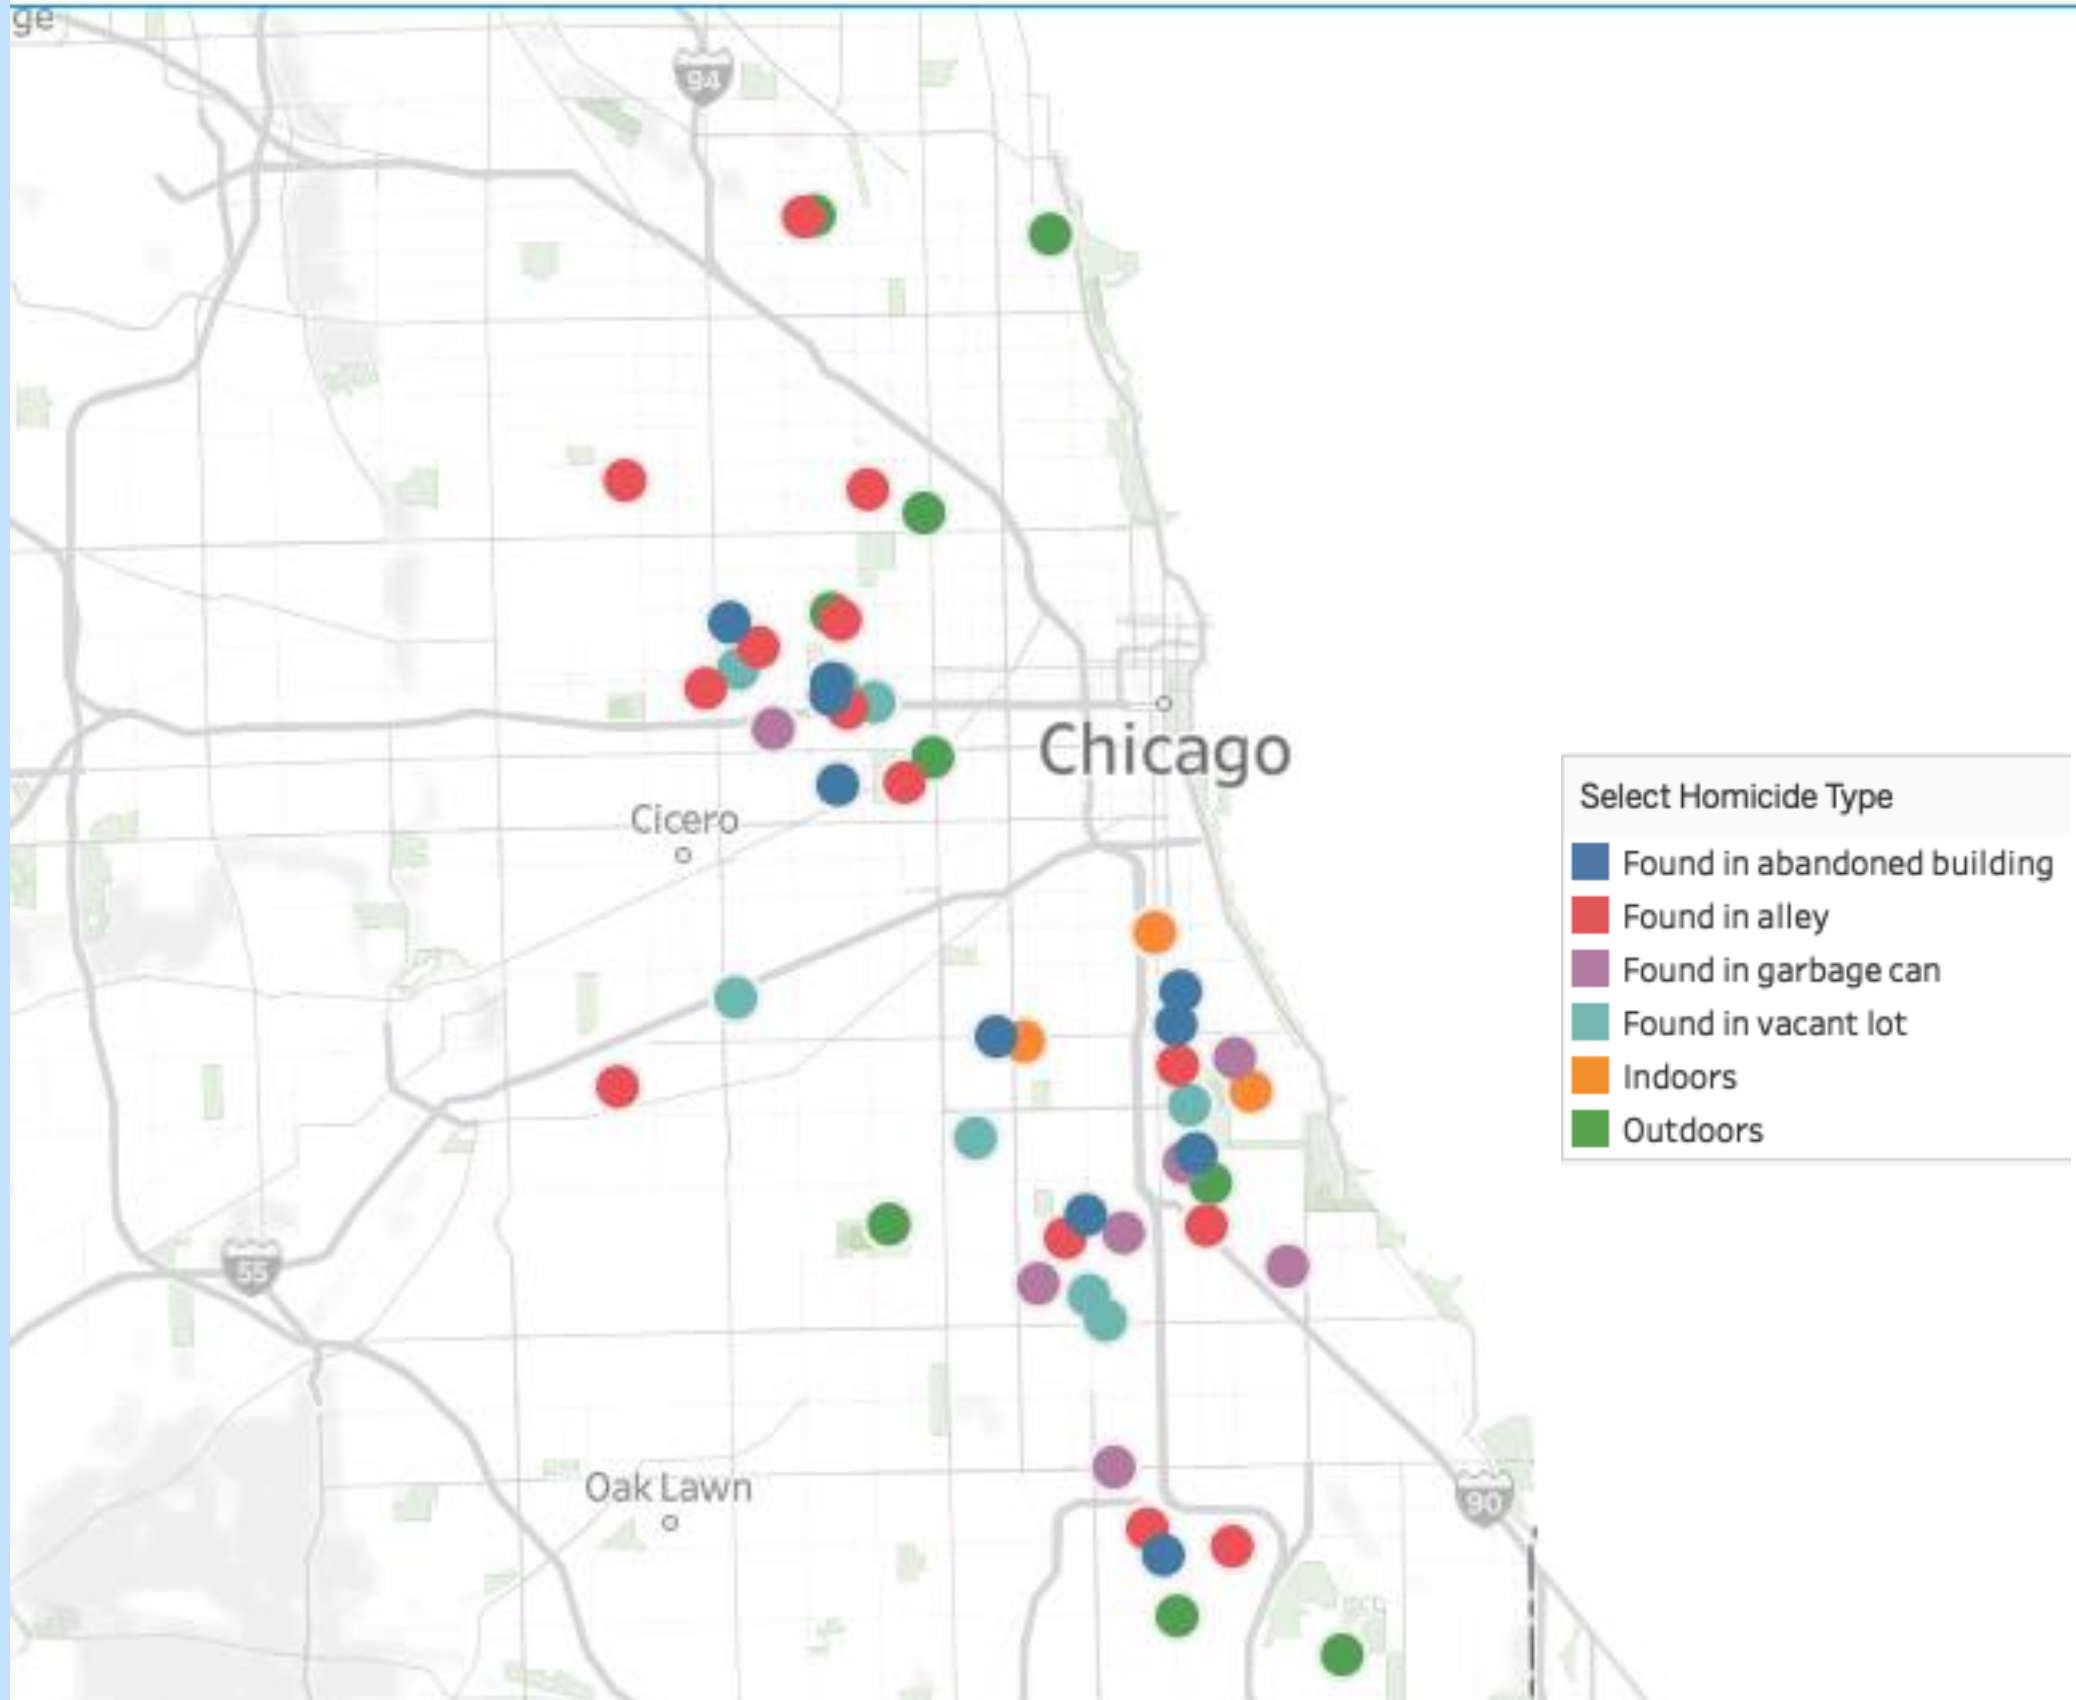 ge
94
Chicago
Cicero
Select Homicide Type
Found in abandoned building
Found in alley
Found in garbage can
Found in vacant lot
Indoors
Outdoors
55
Oak Lawn
90